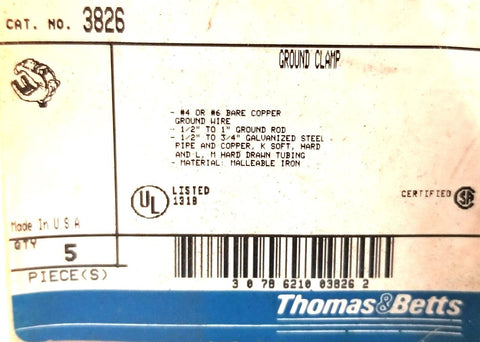 CAT. NO. 3826
GROUND CLAMP
- #4 OR #6 BARE COPPER
GROUND WIRE
- 1/2" TO 1" GROUND ROD
- 1/2" TO 3/4" GALVANIZED STEEL
PIPE AND COPPER, K SOFT, HARD
AND L, M HARD DRAWN TUBING
- MATERIAL: MALLEABLE IRON
UL
LISTED
131B
CERTIFIED SA
Made In U S A
QTY
5
PIECE(S)
3 0 78 6210 03826 2
Thomas&Betts